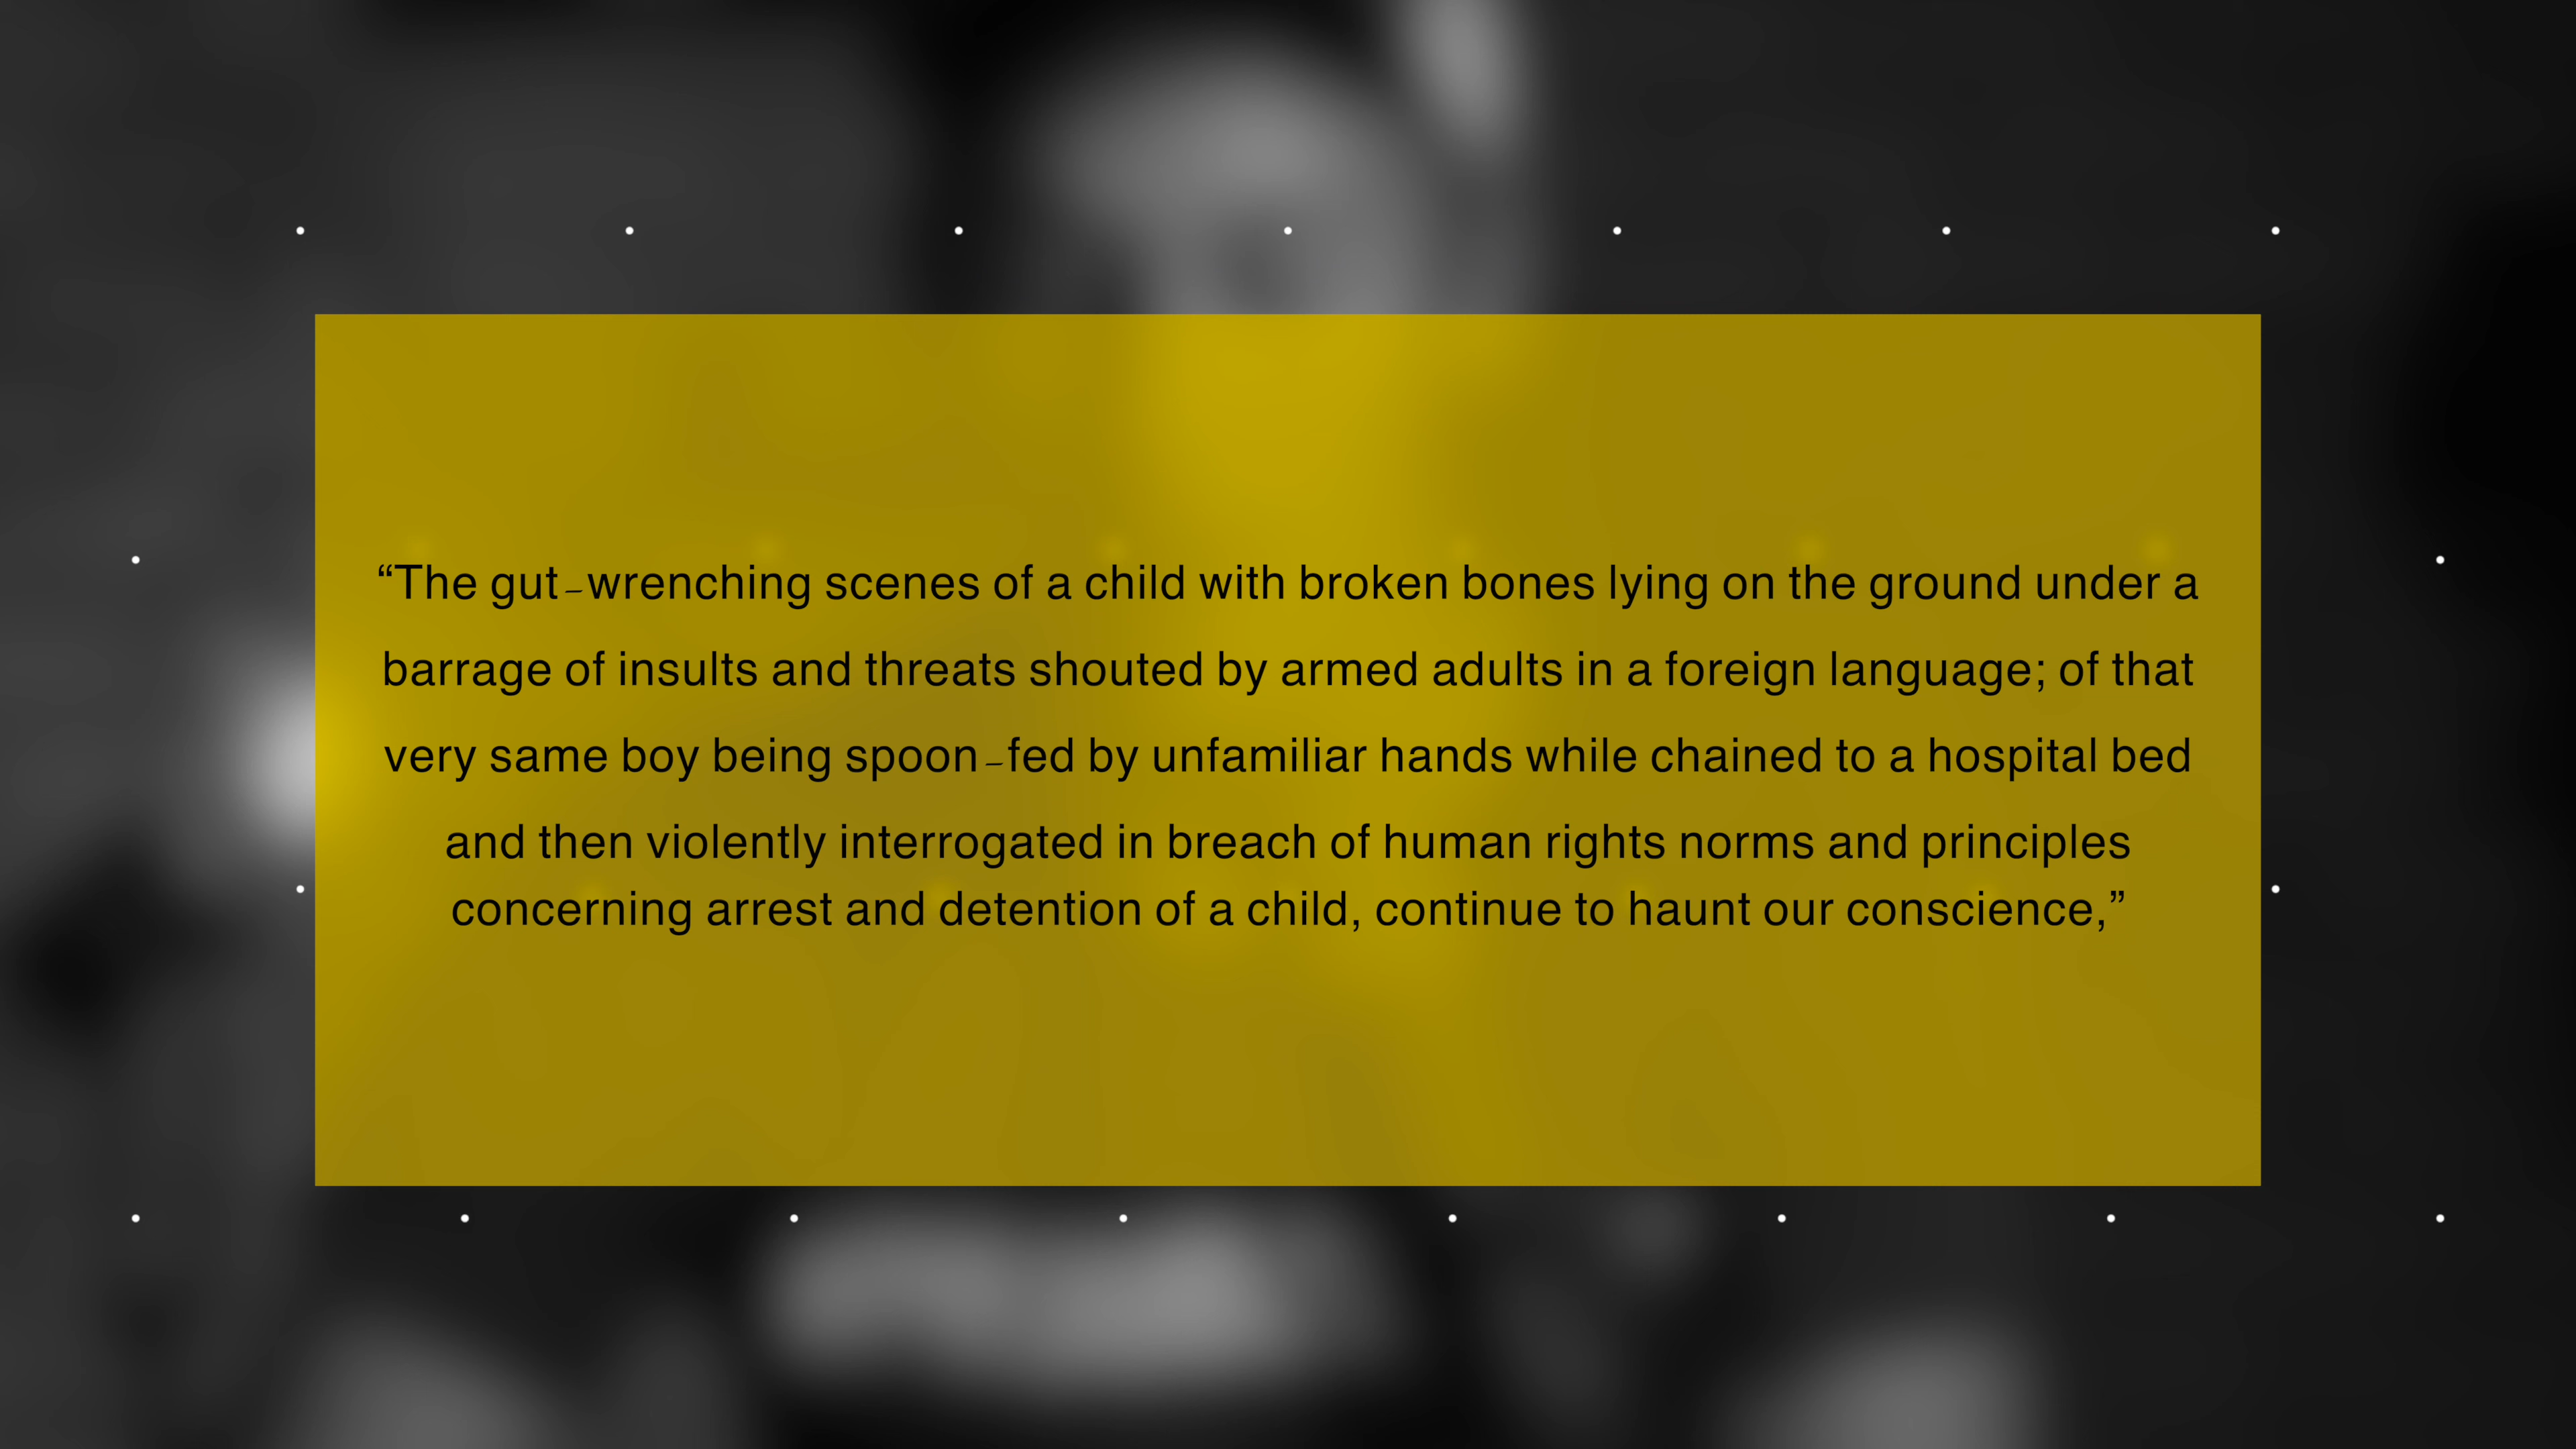 “The gut-wrenching scenes of a child with broken bones lying on the ground under a
barrage of insults and threats shouted by armed adults in a foreign language; of that
very same boy being spoon-fed by unfamiliar hands while chained to a hospital bed
and then violently interrogated in breach of human rights norms and principles
concerning arrest and detention of a child, continue to haunt our conscience,”